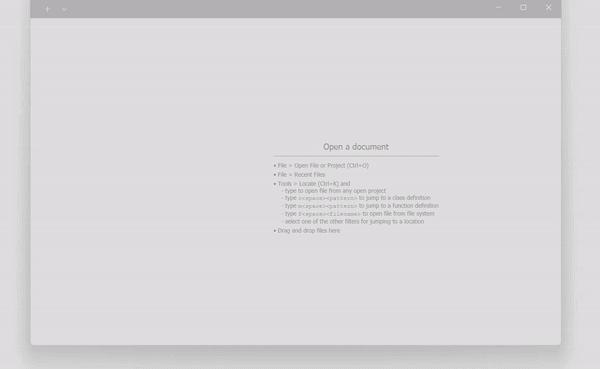 Open a document
• File > Open File or Project (Ctrl+O)
• File > Recent Files
• Tools > Locate (Ctrl+K) and
- type to open file from any open project
- type c<space><pattern> to jump to a class definition
- type m<space><pattern> to jump to a function definition
- type f<space><filename> to open file from file system
- select one of the other filters for jumping to a location
• Drag and drop files here